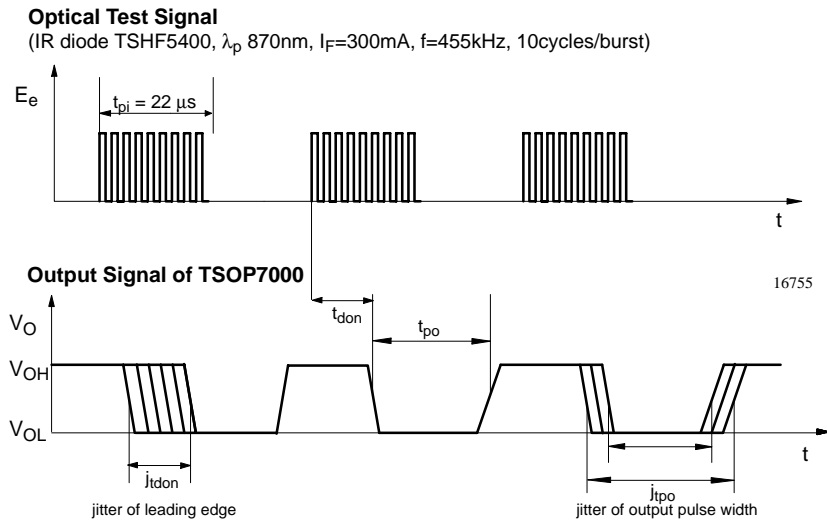 Optical Test Signal
(IR diode TSHF5400, λp 870nm, IF=300mA, f=455kHz, 10cycles/burst)
Ee
tpi = 22 μs
t
Output Signal of TSOP7000
16755
VO
tdon
tpo
VOH
VOL
t
jtdon
jtpo
jitter of leading edge
jitter of output pulse width